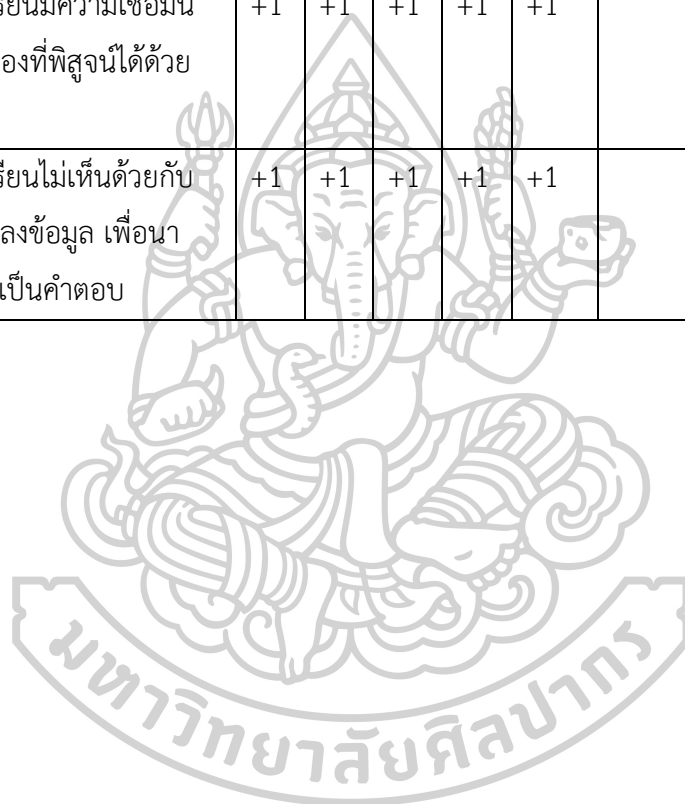 รียนมีความเชื่อมั่น +1 +1 +1 +1 +1
องที่พิสูจน์ได้ด้วย
รียนไม่เห็นด้วยกับ +1 +1 +1 +1 +1
ลงข้อมูล เพื่อนำ
เป็นคำตอบ
มหาวิทยาลัยศิลปากร